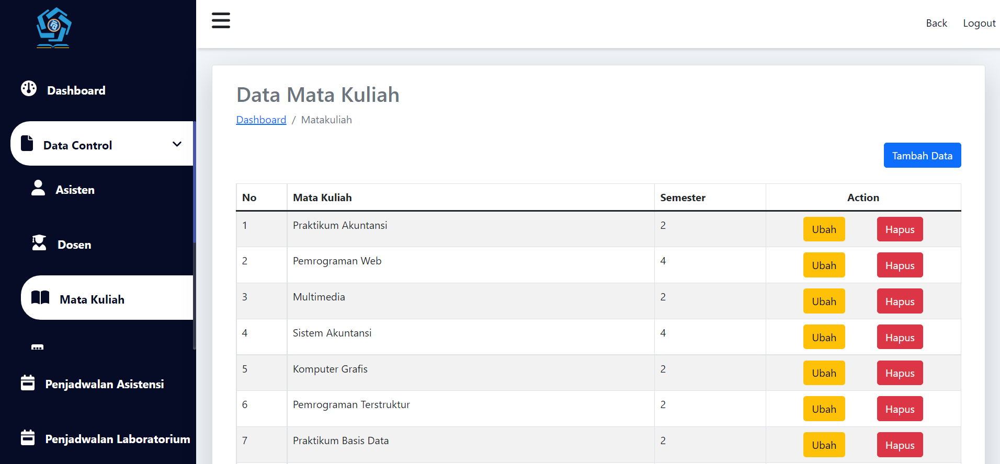 Back Logout
Dashboard
Data Control
Asisten
Dosen
Mata Kuliah
Penjadwalan Asistensi
Penjadwalan Laboratorium
Data Mata Kuliah
Dashboard / Matakuliah
Tambah Data
No Mata Kuliah Semester Action
1 Praktikum Akuntansi 2 Ubah Hapus
2 Pemrograman Web 4 Ubah Hapus
3 Multimedia 2 Ubah Hapus
4 Sistem Akuntansi 4 Ubah Hapus
5 Komputer Grafis 2 Ubah Hapus
6 Pemrograman Terstruktur 2 Ubah Hapus
7 Praktikum Basis Data 2 Ubah Hapus